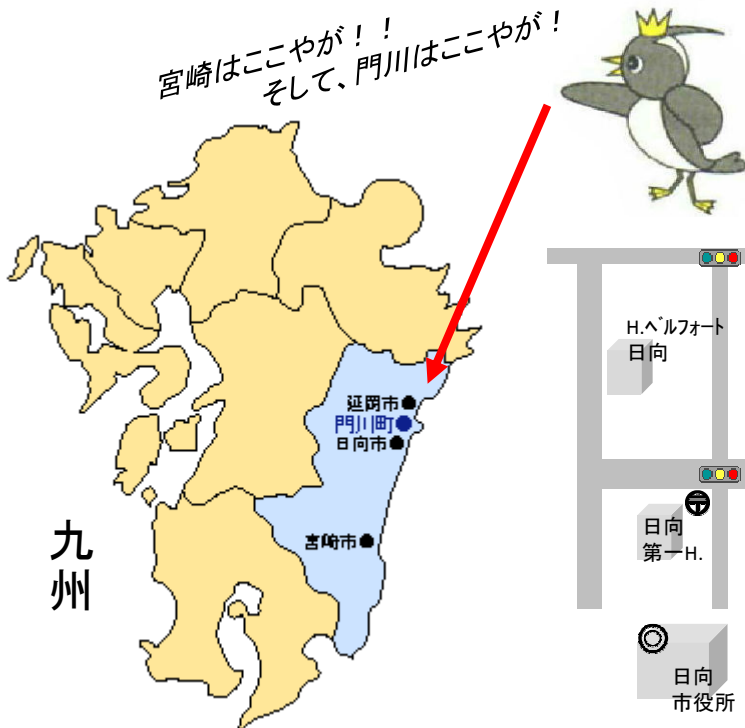 宮崎はここやが！！
そして、門川はここやが！
H.ベルフォート
日向
延岡市
門川町
日向市
日向
第一H.
宮崎市
九
州
日向
市役所